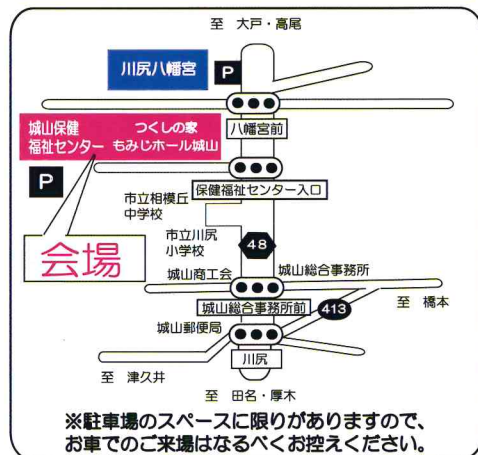 至 大戸・高尾
川尻八幡宮
P
八幡宮前
城山保健
福祉センター
つくしの家
もみじホール城山
P
保健福祉センター入口
市立相模丘
中学校
会場
市立川尻
小学校
48
城山商工会
城山総合事務所
城山総合事務所前
413
至 橋本
城山郵便局
川尻
至 津久井
至 田名・厚木
※駐車場のスペースに限りがありますので、
お車でのご来場はなるべくお控えください。